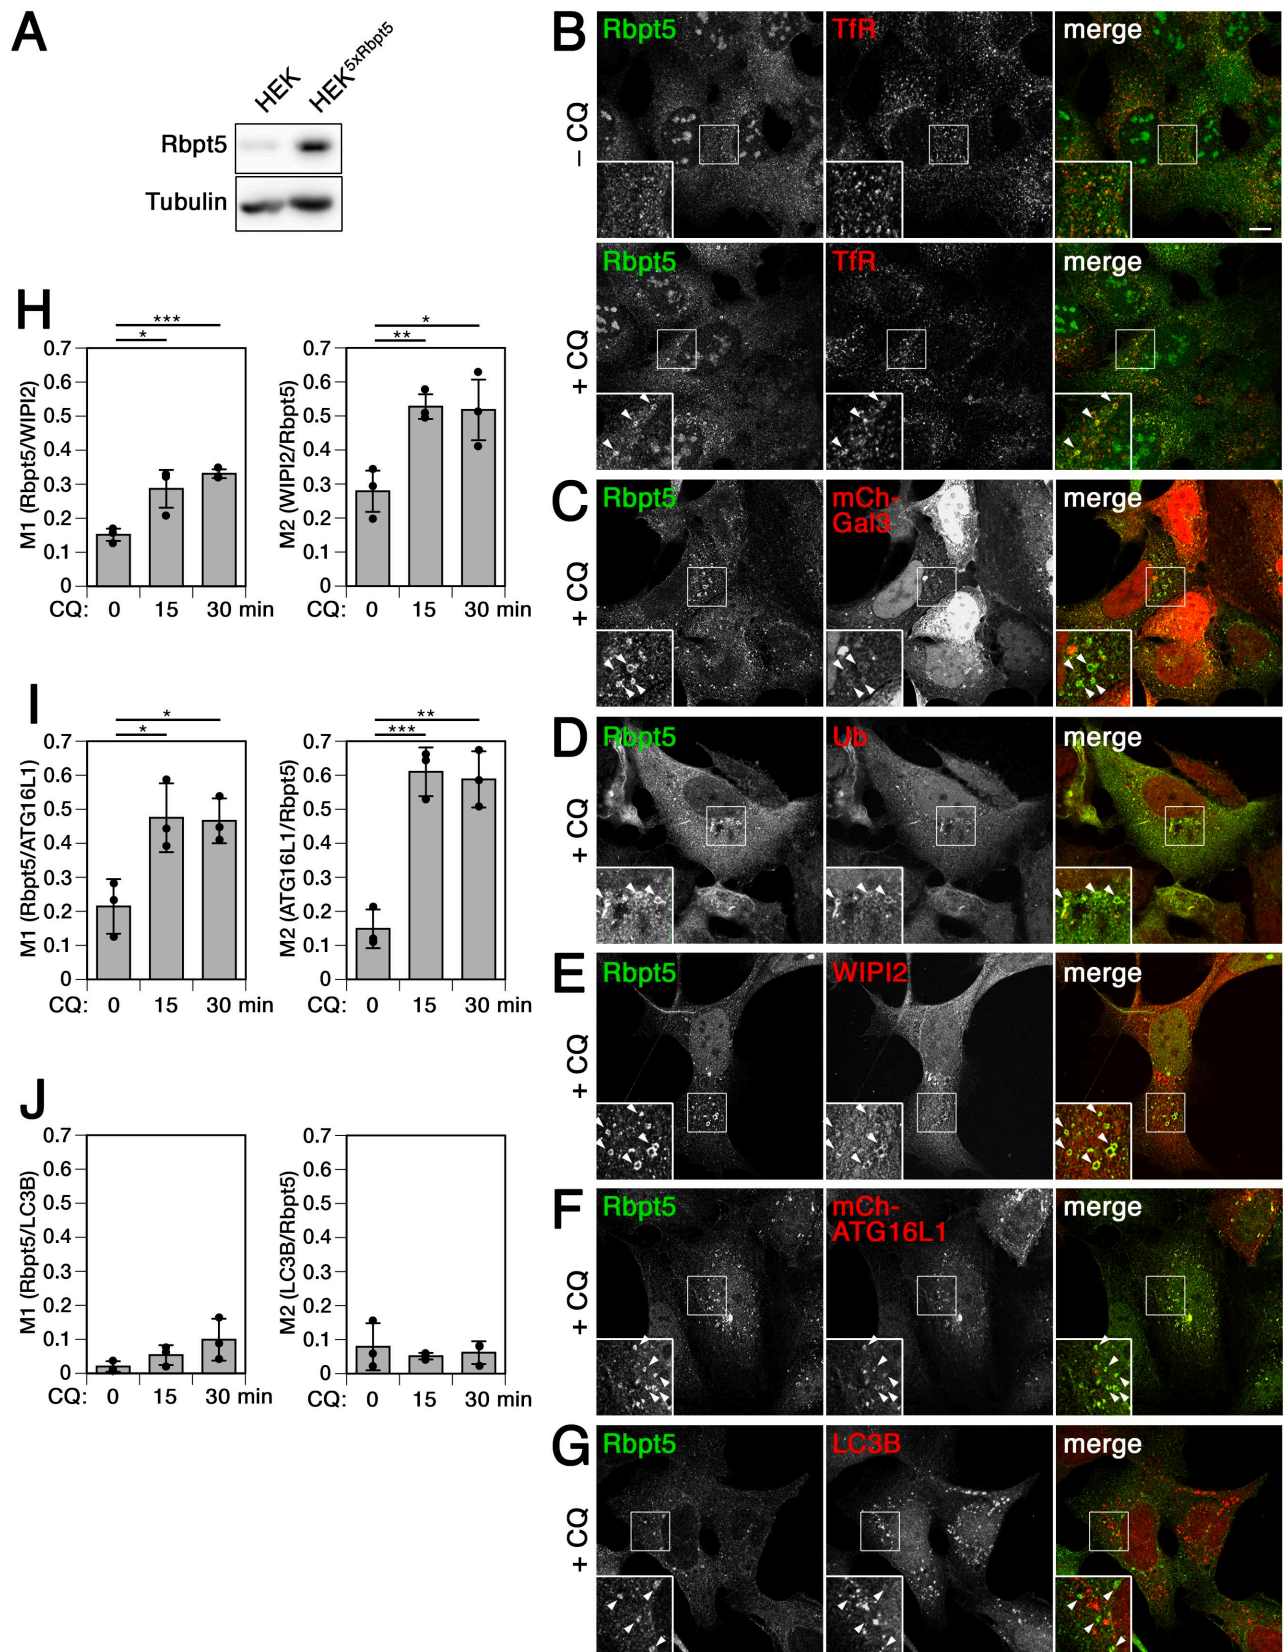 A
HEK
HEK5xRbpt5
Rbpt5
Tubulin
B
Rbpt5
TfR
merge
– CQ
Rbpt5
TfR
merge
+ CQ
C
Rbpt5
mCh-
Gal3
merge
+ CQ
D
Rbpt5
Ub
merge
+ CQ
E
Rbpt5
WIPI2
merge
+ CQ
F
Rbpt5
mCh-
ATG16L1
merge
+ CQ
G
Rbpt5
LC3B
merge
+ CQ
H
***
*
M1 (Rbpt5/WIPI2)
0.7
0.6
0.5
0.4
0.3
0.2
0.1
0
CQ: 0 15 30 min
*
**
M2 (WIPI2/Rbpt5)
0.7
0.6
0.5
0.4
0.3
0.2
0.1
0
0 15 30 min
I
*
*
M1 (Rbpt5/ATG16L1)
0.7
0.6
0.5
0.4
0.3
0.2
0.1
0
CQ: 0 15 30 min
**
***
M2 (ATG16L1/Rbpt5)
0.7
0.6
0.5
0.4
0.3
0.2
0.1
0
CQ: 0 15 30 min
J
M1 (Rbpt5/LC3B)
0.7
0.6
0.5
0.4
0.3
0.2
0.1
0
CQ: 0 15 30 min
M2 (LC3B/Rbpt5)
0.7
0.6
0.5
0.4
0.3
0.2
0.1
0
CQ: 0 15 30 min